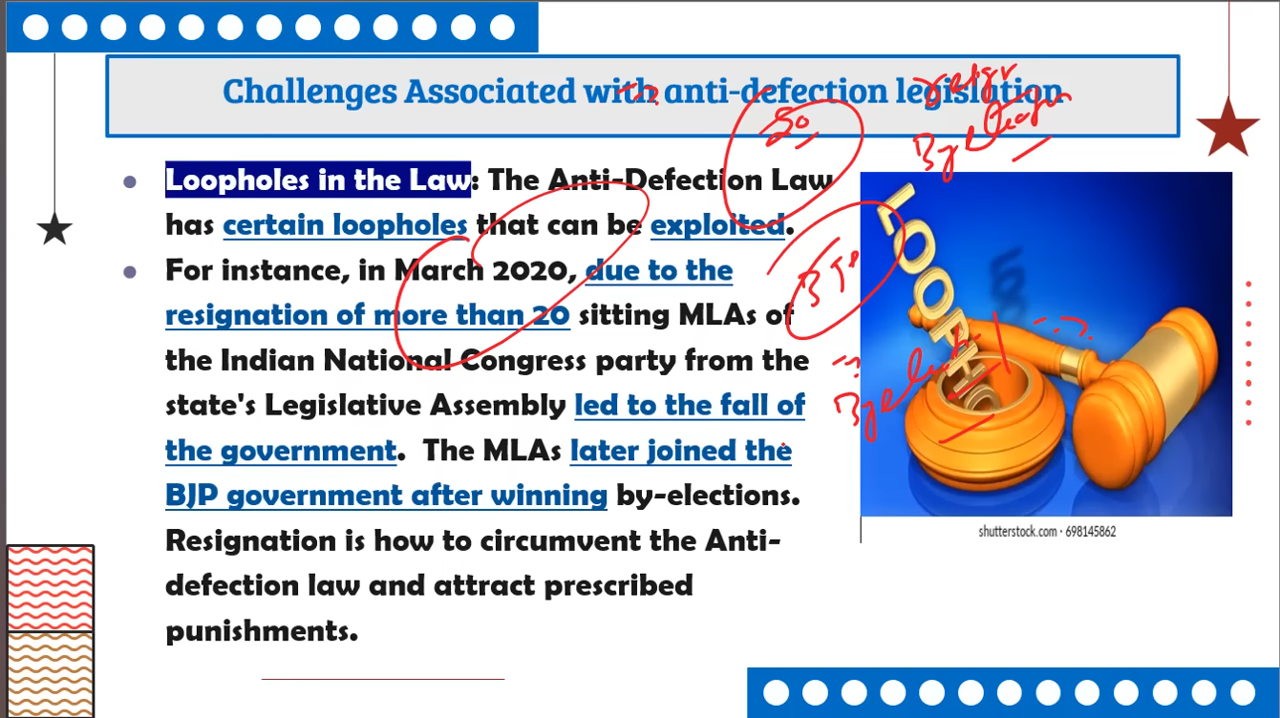 Challenges Associated with anti-defection legislation
Loopholes in the Law: The Anti-Defection Law
has certain loopholes that can be exploited.
For instance, in March 2020, due to the
resignation of more than 20 sitting MLAs of
the Indian National Congress party from the
state's Legislative Assembly led to the fall of
the government. The MLAs later joined the
BJP government after winning by-elections.
Resignation is how to circumvent the Anti-
defection law and attract prescribed
punishments.
resign
50
LOOPHO
shutterstock.com · 698145862